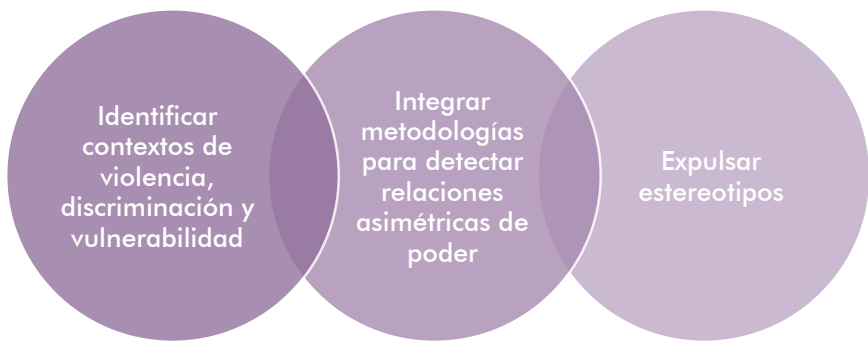 Identificar
contextos de
violencia,
discriminación y
vulnerabilidad
Integrar
metodologías
para detectar
relaciones
asimétricas de
poder
Expulsar
estereotipos